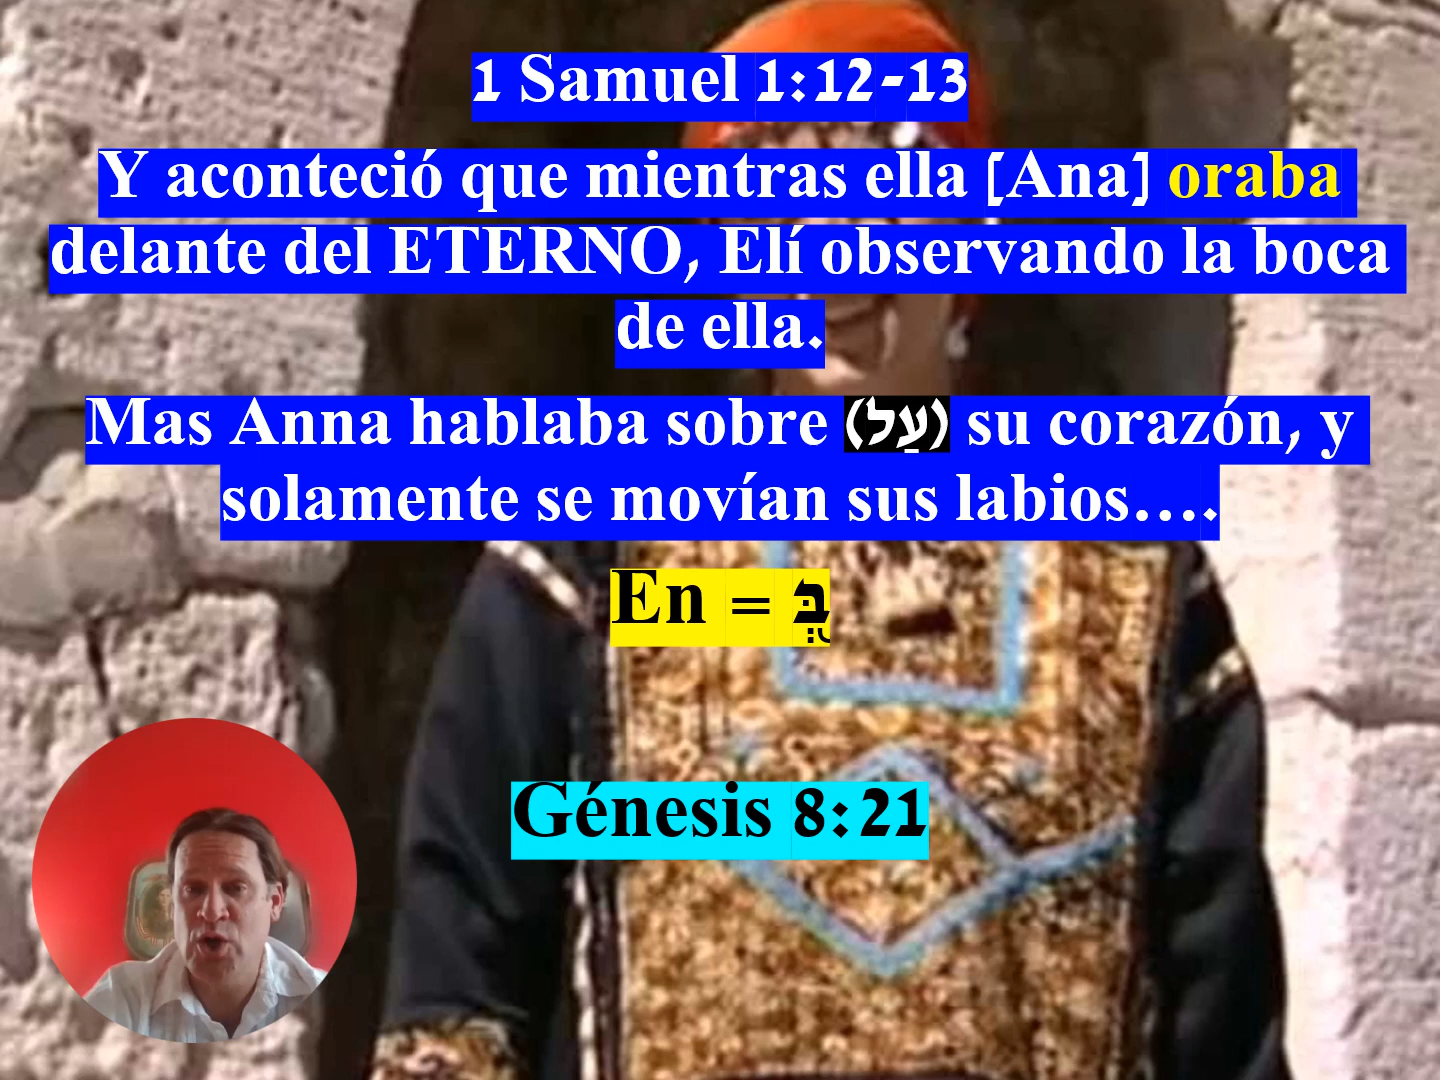 1 Samuel 1:12-13
Y aconteció que mientras ella [Ana] oraba
delante del ETERNO, Elí observando la boca
de ella.
Mas Anna hablaba sobre (עַל) su corazón, y
solamente se movían sus labios….
En = בְּ
Génesis 8:21